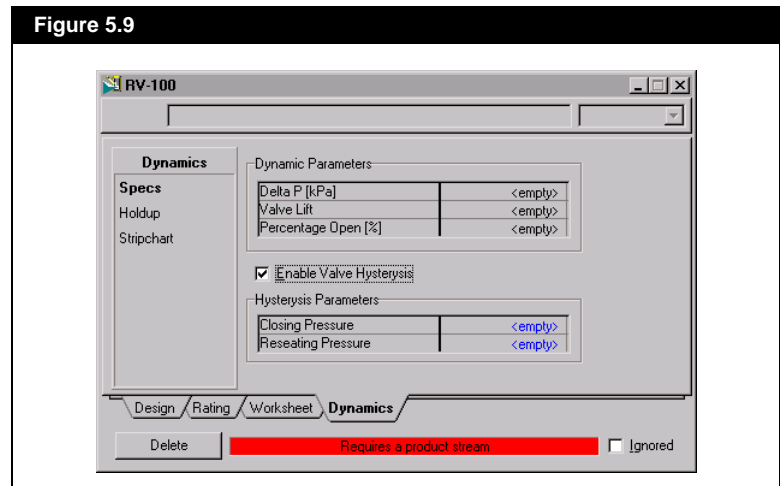 Figure 5.9
RV-100
Dynamics
Specs
Holdup
Stripchart
Dynamic Parameters
Delta P [kPa] <empty>
Valve Lift <empty>
Percentage Open [%] <empty>
Enable Valve Hysterysis
Hysterysis Parameters
Closing Pressure <empty>
Reseating Pressure <empty>
Design Rating Worksheet Dynamics
Delete Requires a product stream Ignored